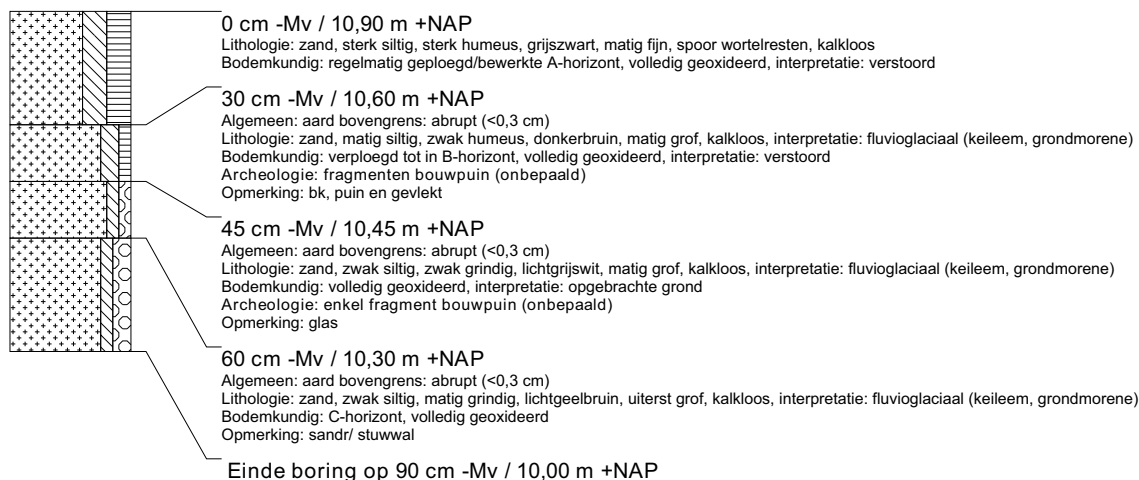 0 cm -Mv / 10,90 m +NAP
Lithologie: zand, sterk siltig, sterk humeus, grijszwart, matig fijn, spoor wortelresten, kalkloos
Bodemkundig: regelmatig geploegd/bewerkte A-horizont, volledig geoxideerd, interpretatie: verstoord
30 cm -Mv / 10,60 m +NAP
Algemeen: aard bovengrens: abrupt (<0,3 cm)
Lithologie: zand, matig siltig, zwak humeus, donkerbruin, matig grof, kalkloos, interpretatie: fluvioglaciaal (keileem, grondmorene)
Bodemkundig: verploegd tot in B-horizont, volledig geoxideerd, interpretatie: verstoord
Archeologie: fragmenten bouwpuin (onbepaald)
Opmerking: bk, puin en gevlekt
45 cm -Mv / 10,45 m +NAP
Algemeen: aard bovengrens: abrupt (<0,3 cm)
Lithologie: zand, zwak siltig, zwak grindig, lichtgrijswit, matig grof, kalkloos, interpretatie: fluvioglaciaal (keileem, grondmorene)
Bodemkundig: volledig geoxideerd, interpretatie: opgebrachte grond
Archeologie: enkel fragment bouwpuin (onbepaald)
Opmerking: glas
60 cm -Mv / 10,30 m +NAP
Algemeen: aard bovengrens: abrupt (<0,3 cm)
Lithologie: zand, zwak siltig, matig grindig, lichtgeelbruin, uiterst grof, kalkloos, interpretatie: fluvioglaciaal (keileem, grondmorene)
Bodemkundig: C-horizont, volledig geoxideerd
Opmerking: sandr/ stuwwal
Einde boring op 90 cm -Mv / 10,00 m +NAP